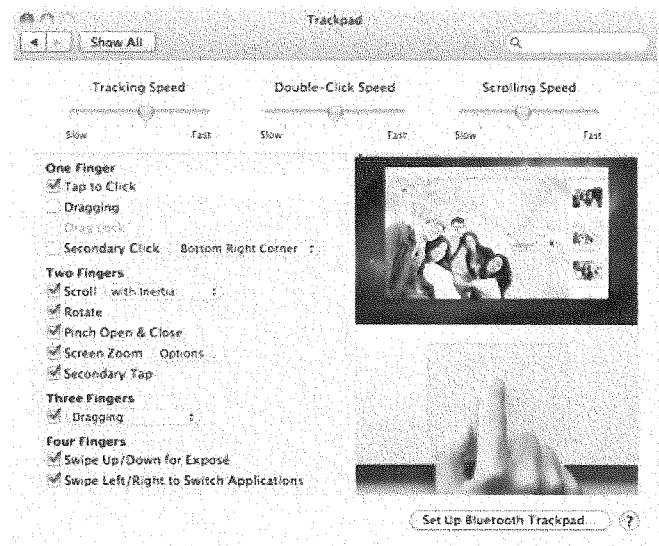 Trackpad
Show All
Tracking Speed Double-Click Speed Scrolling Speed
Slow Fast Slow Fast Slow Fast
One Finger
Tap to Click
Dragging
Drag Lock
Secondary Click Bottom Right Corner
Two Fingers
Scroll with Inertia
Rotate
Pinch Open & Close
Screen Zoom Options...
Secondary Tap
Three Fingers
Dragging
Four Fingers
Swipe Up/Down for Exposé
Swipe Left/Right to Switch Applications
Set Up Bluetooth Trackpad... ?